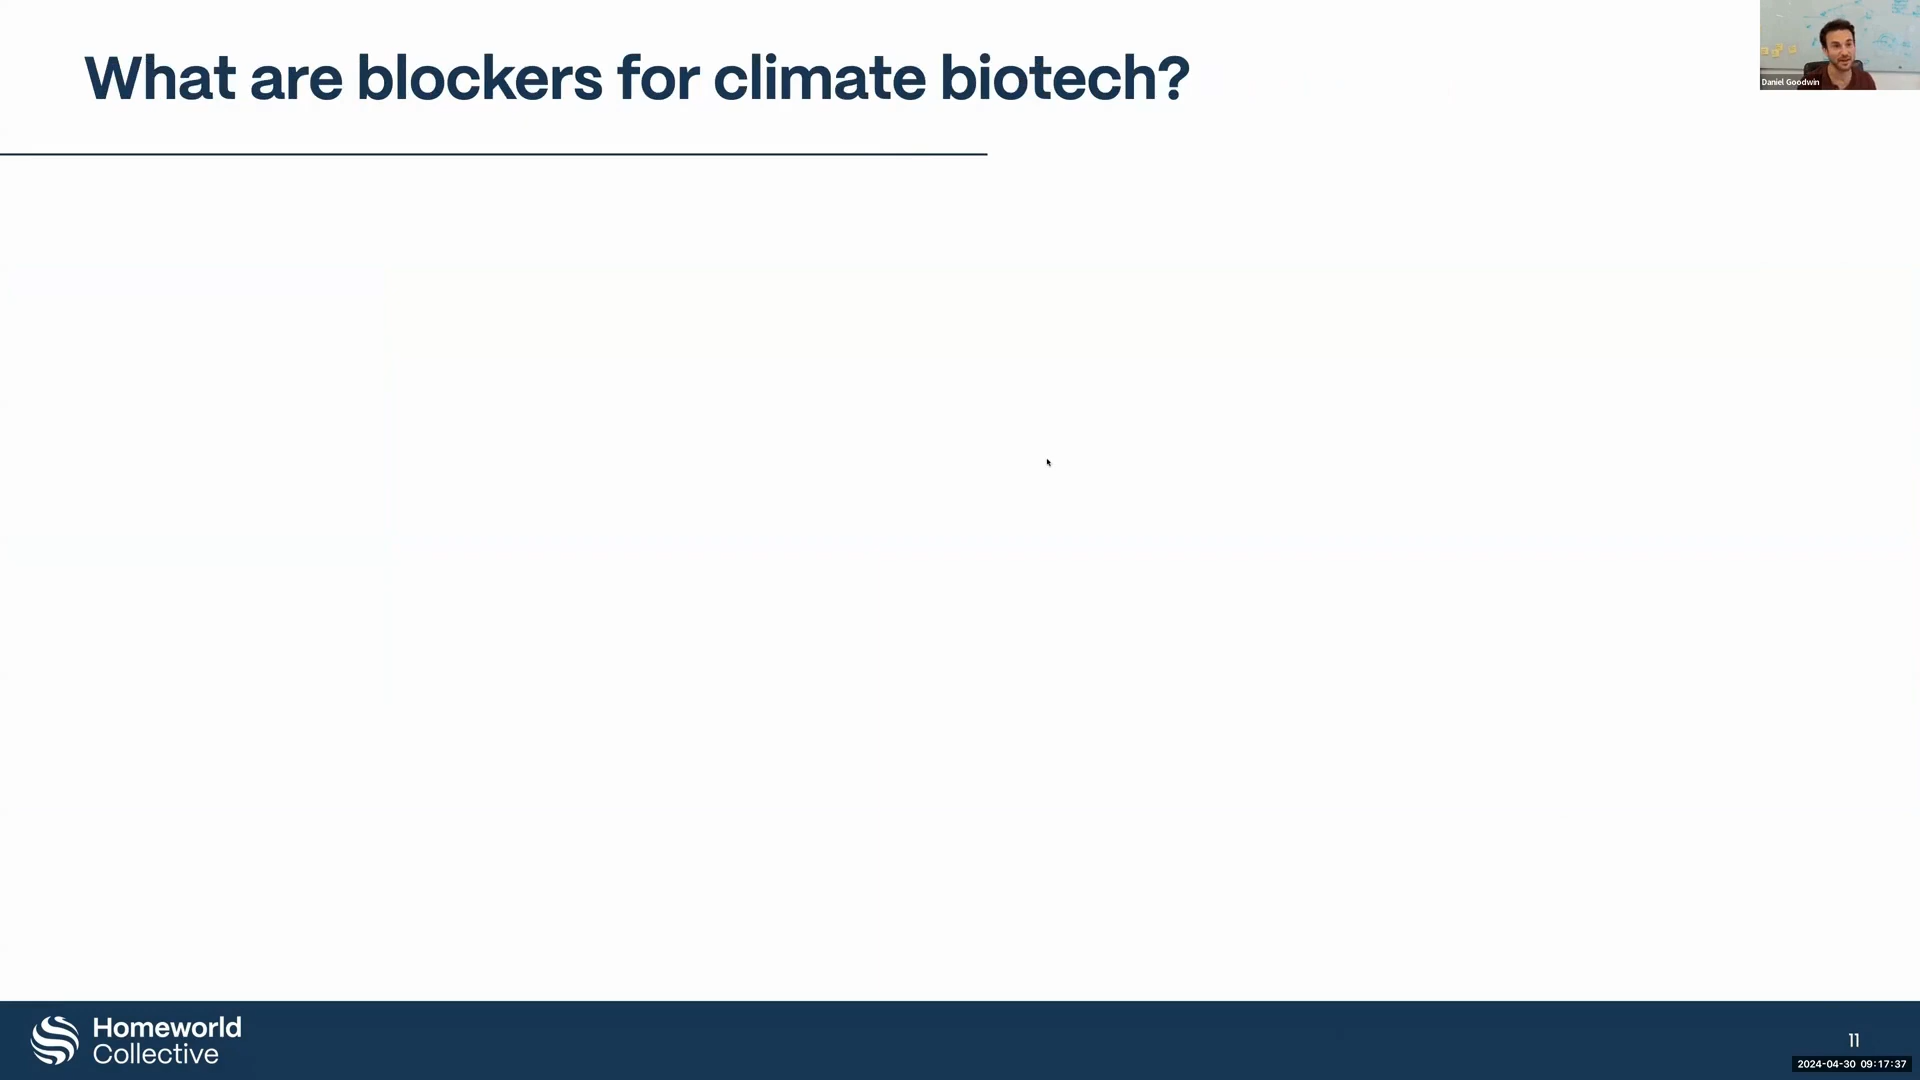 What are blockers for climate biotech?
Daniel Goodwin
Homeworld
Collective
11
2024-04-30 09:17:37